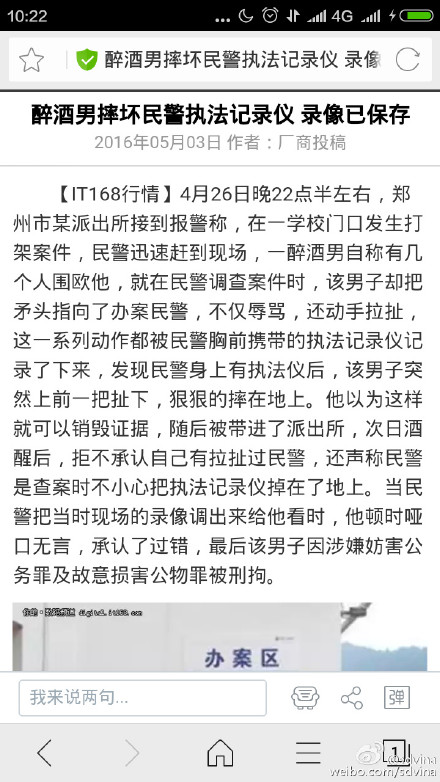 10:22
... 4G
醉酒男摔坏民警执法记录仪 录像
醉酒男摔坏民警执法记录仪 录像已保存
2016年05月03日 作者：厂商投稿
【IT168行情】4月26日晚22点半左右，郑
州市某派出所接到报警称，在一学校门口发生打
架案件，民警迅速赶到现场，一醉酒男自称有几
个人围欧他，就在民警调查案件时，该男子却把
矛头指向了办案民警，不仅辱骂，还动手拉扯，
这一系列动作都被民警胸前携带的执法记录仪记
录了下来，发现民警身上有执法仪后，该男子突
然上前一把扯下，狠狠的摔在地上。他以为这样
就可以销毁证据，随后被带进了派出所，次日酒
醒后，拒不承认自己有拉扯过民警，还声称民警
是查案时不小心把执法记录仪掉在了地上。当民
警把当时现场的录像调出来给他看时，他顿时哑
口无言，承认了过错，最后该男子因涉嫌妨害公
务罪及故意损害公物罪被刑拘。
digital.it168.com
办案区
我来说两句...
弹
1
@sdvina
weibo.com/sdvina